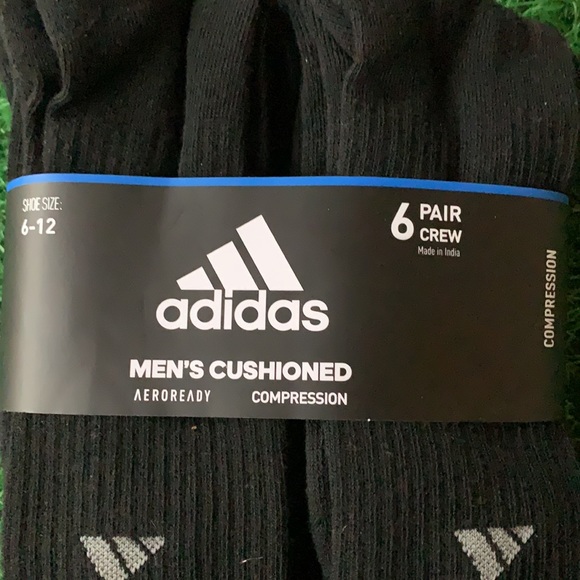 SHOE SIZE:
6-12
6 PAIR
CREW
Made in India
adidas
MEN'S CUSHIONED
AEROREADY COMPRESSION
COMPRESSION